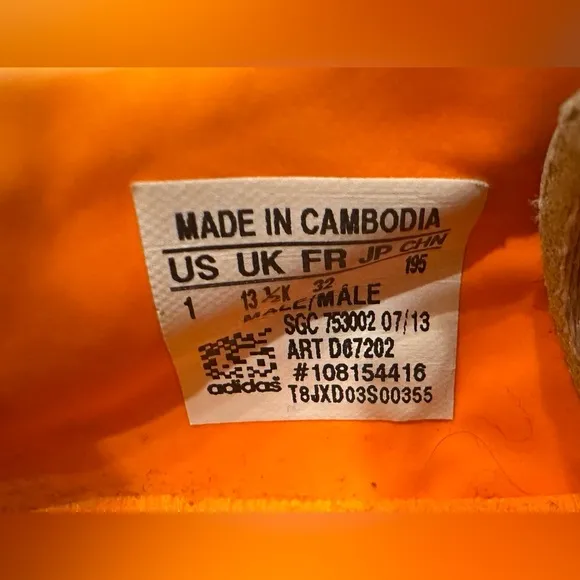 MADE IN CAMBODIA
US UK FR JP CHN
1 13 ½K 32 195
MALE/MÂLE
SGC 753002 07/13
ART D67202
#108154416
adidas T8JXD03S00355